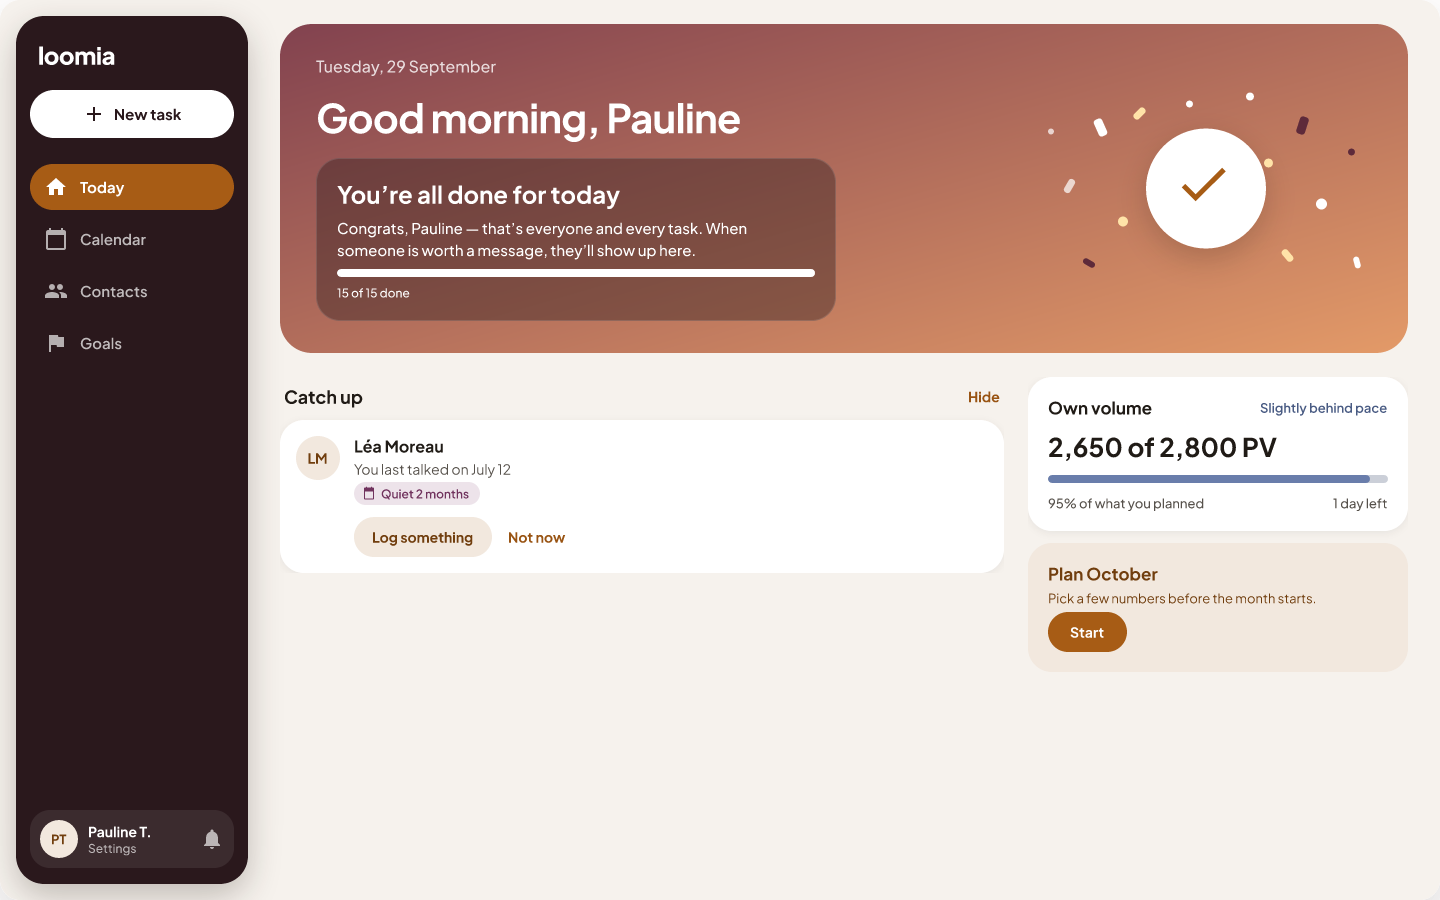 loomia
New task
Today
Calendar
Contacts
Goals
PT
Pauline T.
Settings
Tuesday, 29 September
Good morning, Pauline
You’re all done for today
Congrats, Pauline — that’s everyone and every task. When
someone is worth a message, they’ll show up here.
15 of 15 done
Catch up
Hide
LM
Léa Moreau
You last talked on July 12
Quiet 2 months
Log something
Not now
Own volume
Slightly behind pace
2,650 of 2,800 PV
95% of what you planned
1 day left
Plan October
Pick a few numbers before the month starts.
Start